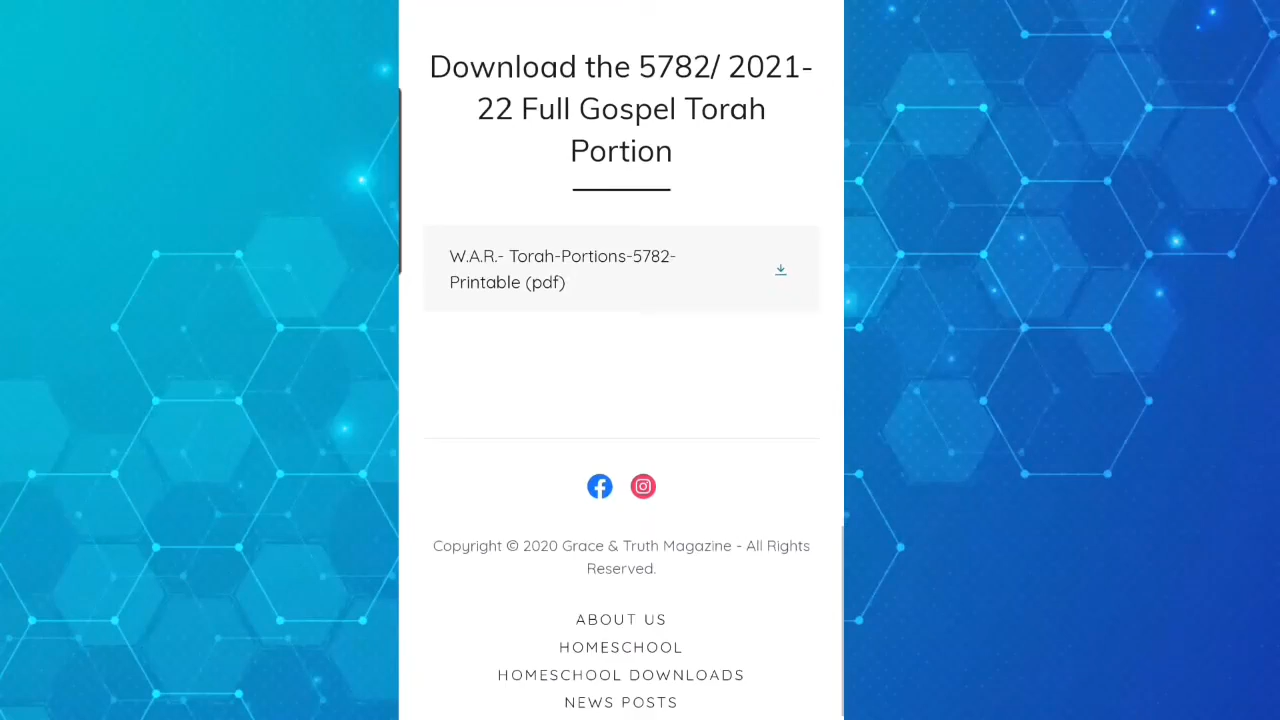 Download the 5782/ 2021-
22 Full Gospel Torah
Portion
W.A.R.- Torah-Portions-5782-
Printable (pdf)
Copyright © 2020 Grace & Truth Magazine - All Rights
Reserved.
ABOUT US
HOMESCHOOL
HOMESCHOOL DOWNLOADS
NEWS POSTS